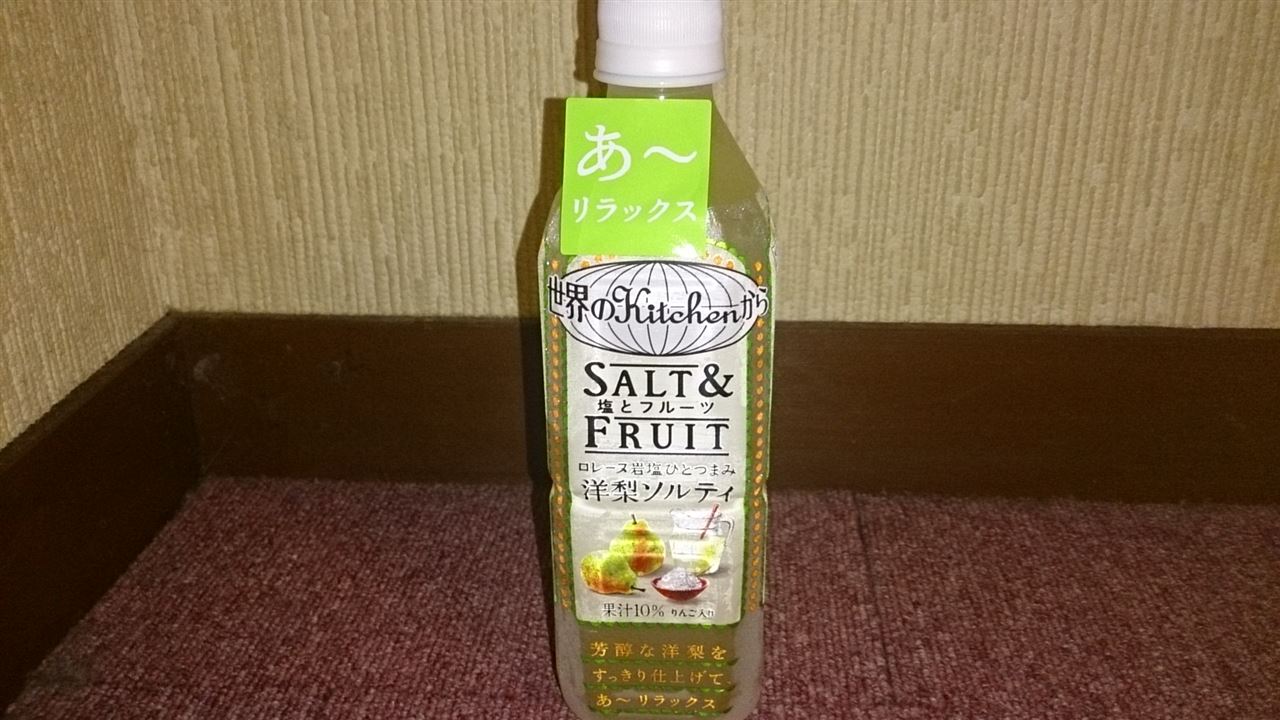 あ～
リラックス
世界のKitchenから
SALT&
塩とフルーツ
FRUIT
ロレーヌ岩塩ひとつまみ
洋梨ソルティ
果汁10% りんご入り
芳醇な洋梨を
すっきり仕上げて、
あ～リラックス